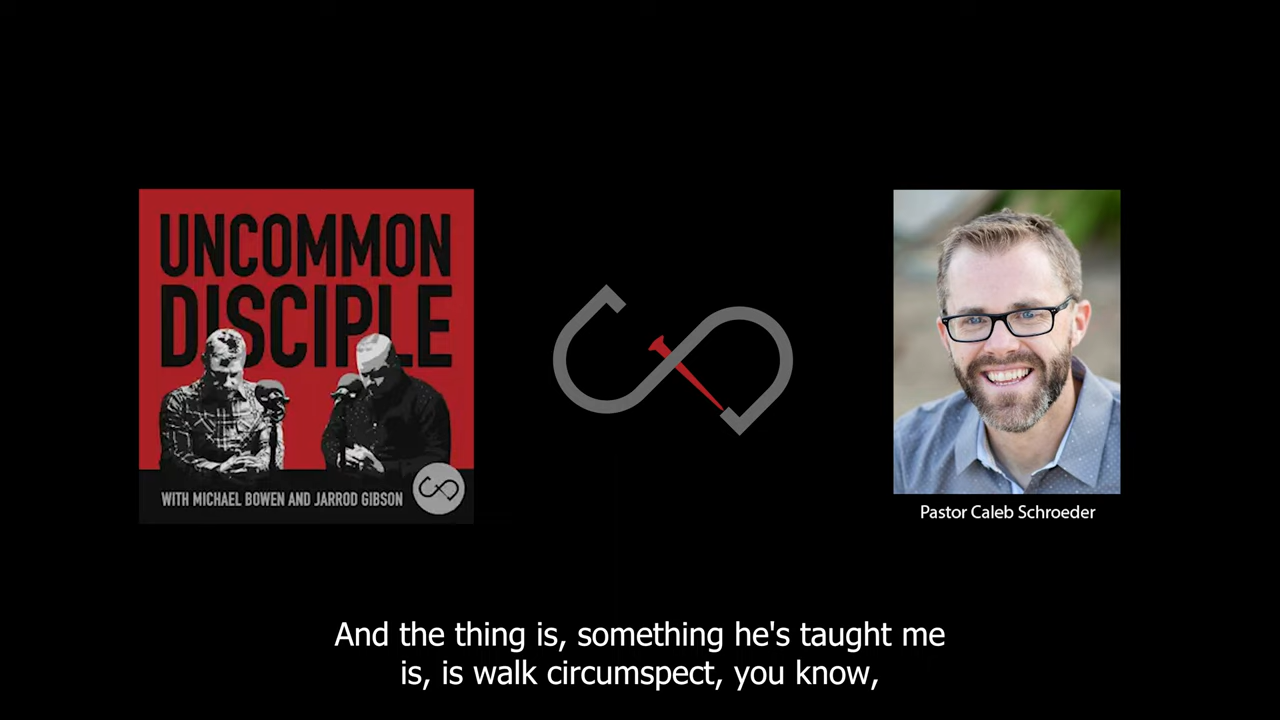 UNCOMMON
DISCIPLE
WITH MICHAEL BOWEN AND JARROD GIBSON
Pastor Caleb Schroeder
And the thing is, something he's taught me
is, is walk circumspect, you know,